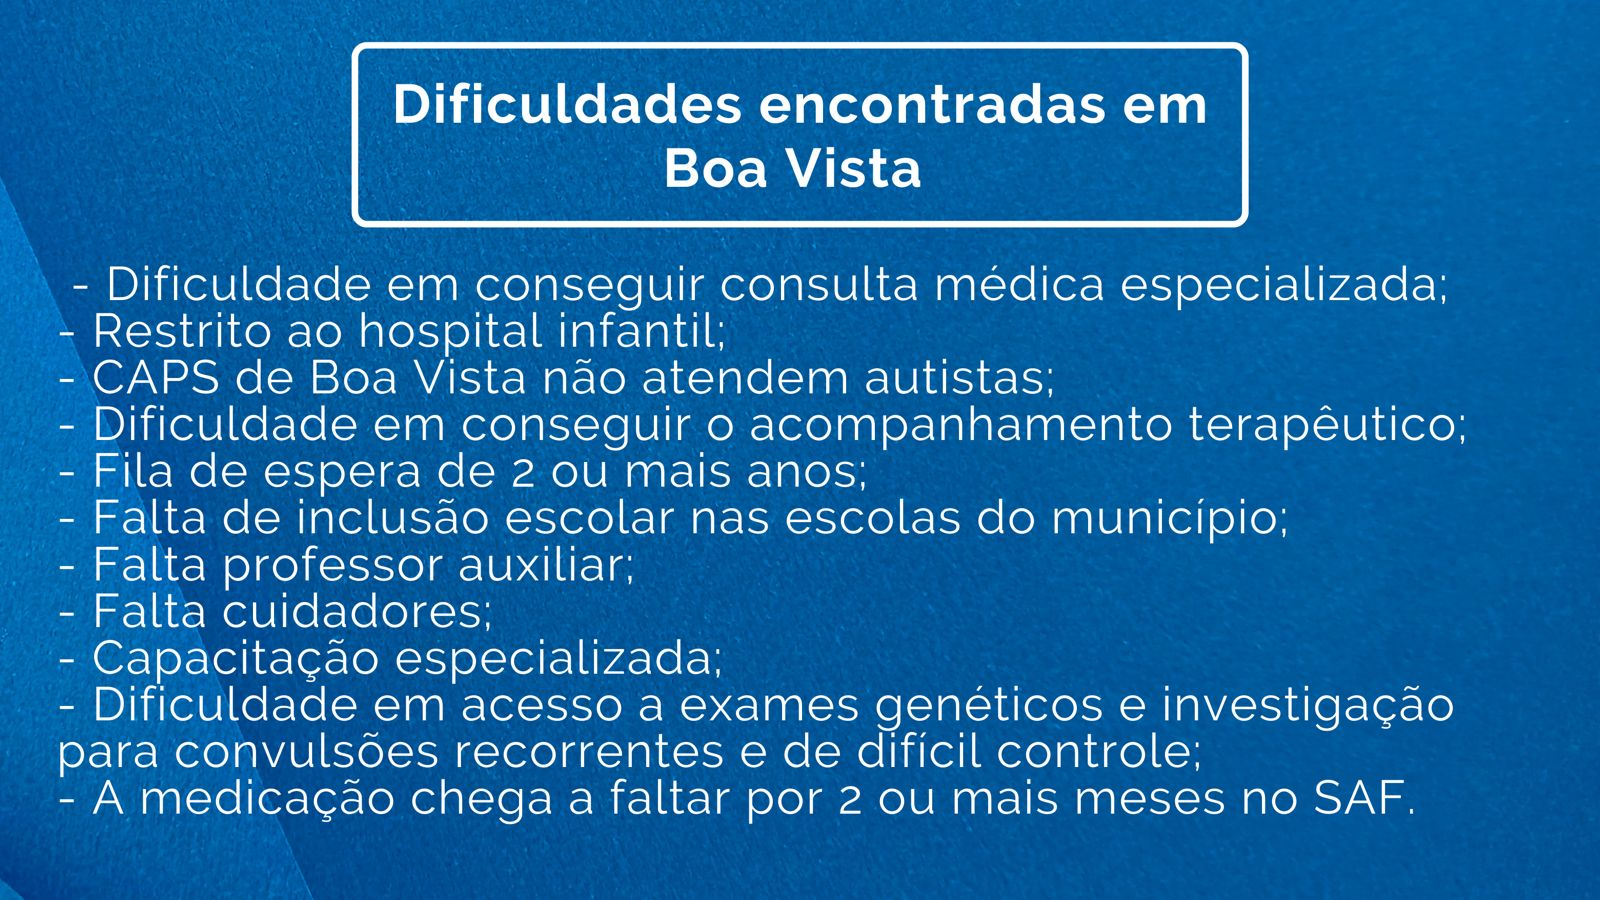 Dificuldades encontradas em
Boa Vista
- Dificuldade em conseguir consulta médica especializada;
- Restrito ao hospital infantil;
- CAPS de Boa Vista não atendem autistas;
- Dificuldade em conseguir o acompanhamento terapêutico;
- Fila de espera de 2 ou mais anos;
- Falta de inclusão escolar nas escolas do município;
- Falta professor auxiliar;
- Falta cuidadores;
- Capacitação especializada;
- Dificuldade em acesso a exames genéticos e investigação
para convulsões recorrentes e de difícil controle;
- A medicação chega a faltar por 2 ou mais meses no SAF.